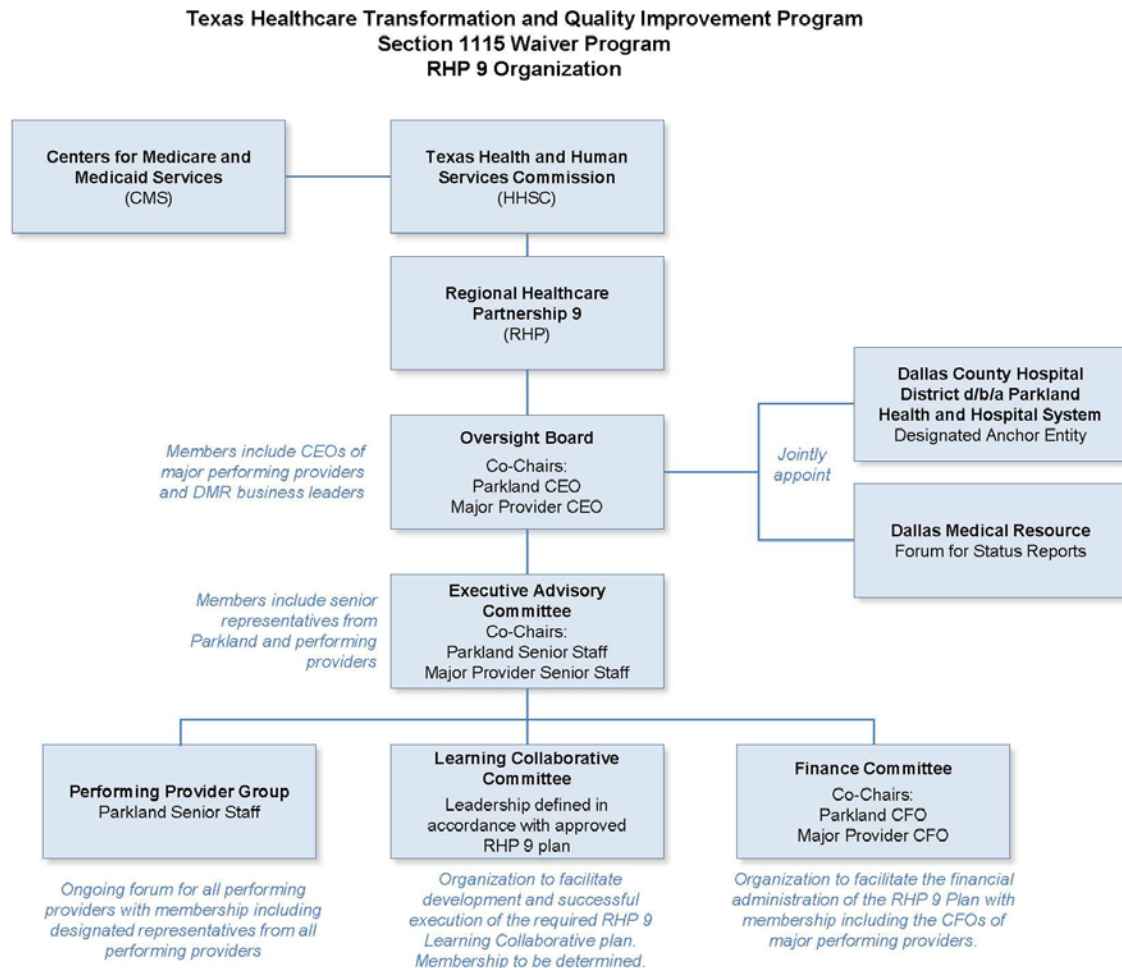 Texas Healthcare Transformation and Quality Improvement Program
Section 1115 Waiver Program
RHP 9 Organization
Centers for Medicare and
Medicaid Services
(CMS)
Texas Health and Human
Services Commission
(HHSC)
Regional Healthcare
Partnership 9
(RHP)
Dallas County Hospital
District d/b/a Parkland
Health and Hospital System
Designated Anchor Entity
Members include CEOs of
major performing providers
and DMR business leaders
Oversight Board
Co-Chairs:
Parkland CEO
Major Provider CEO
Jointly
appoint
Dallas Medical Resource
Forum for Status Reports
Members include senior
representatives from
Parkland and performing
providers
Executive Advisory
Committee
Co-Chairs:
Parkland Senior Staff
Major Provider Senior Staff
Performing Provider Group
Parkland Senior Staff
Learning Collaborative
Committee
Leadership defined in
accordance with approved
RHP 9 plan
Finance Committee
Co-Chairs:
Parkland CFO
Major Provider CFO
Ongoing forum for all performing
providers with membership including
designated representatives from all
performing providers
Organization to facilitate
development and successful
execution of the required RHP 9
Learning Collaborative plan.
Membership to be determined.
Organization to facilitate the financial
administration of the RHP 9 Plan with
membership including the CFOs of
major performing providers.